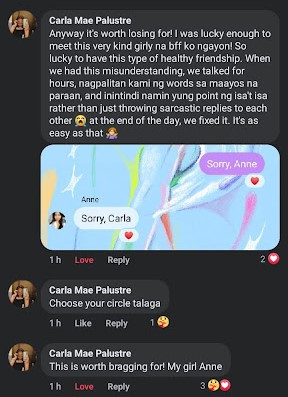 Carla Mae Palustre
Anyway it's worth losing for! I was lucky enough to
meet this very kind girly na bff ko ngayon! So
lucky to have this type of healthy friendship. When
we had this misunderstanding, we talked for
hours, nagpalitan kami ng words sa maayos na
paraan, and inintindi namin yung point ng isa't isa
rather than just throwing sarcastic replies to each
other 😭 at the end of the day, we fixed it. It's as
easy as that 🤷‍♀️
Sorry, Anne
Anne
Sorry, Carla
1 h Love Reply 2
Carla Mae Palustre
Choose your circle talaga
1 h Like Reply 1
Carla Mae Palustre
This is worth bragging for! My girl Anne
1 h Love Reply 3